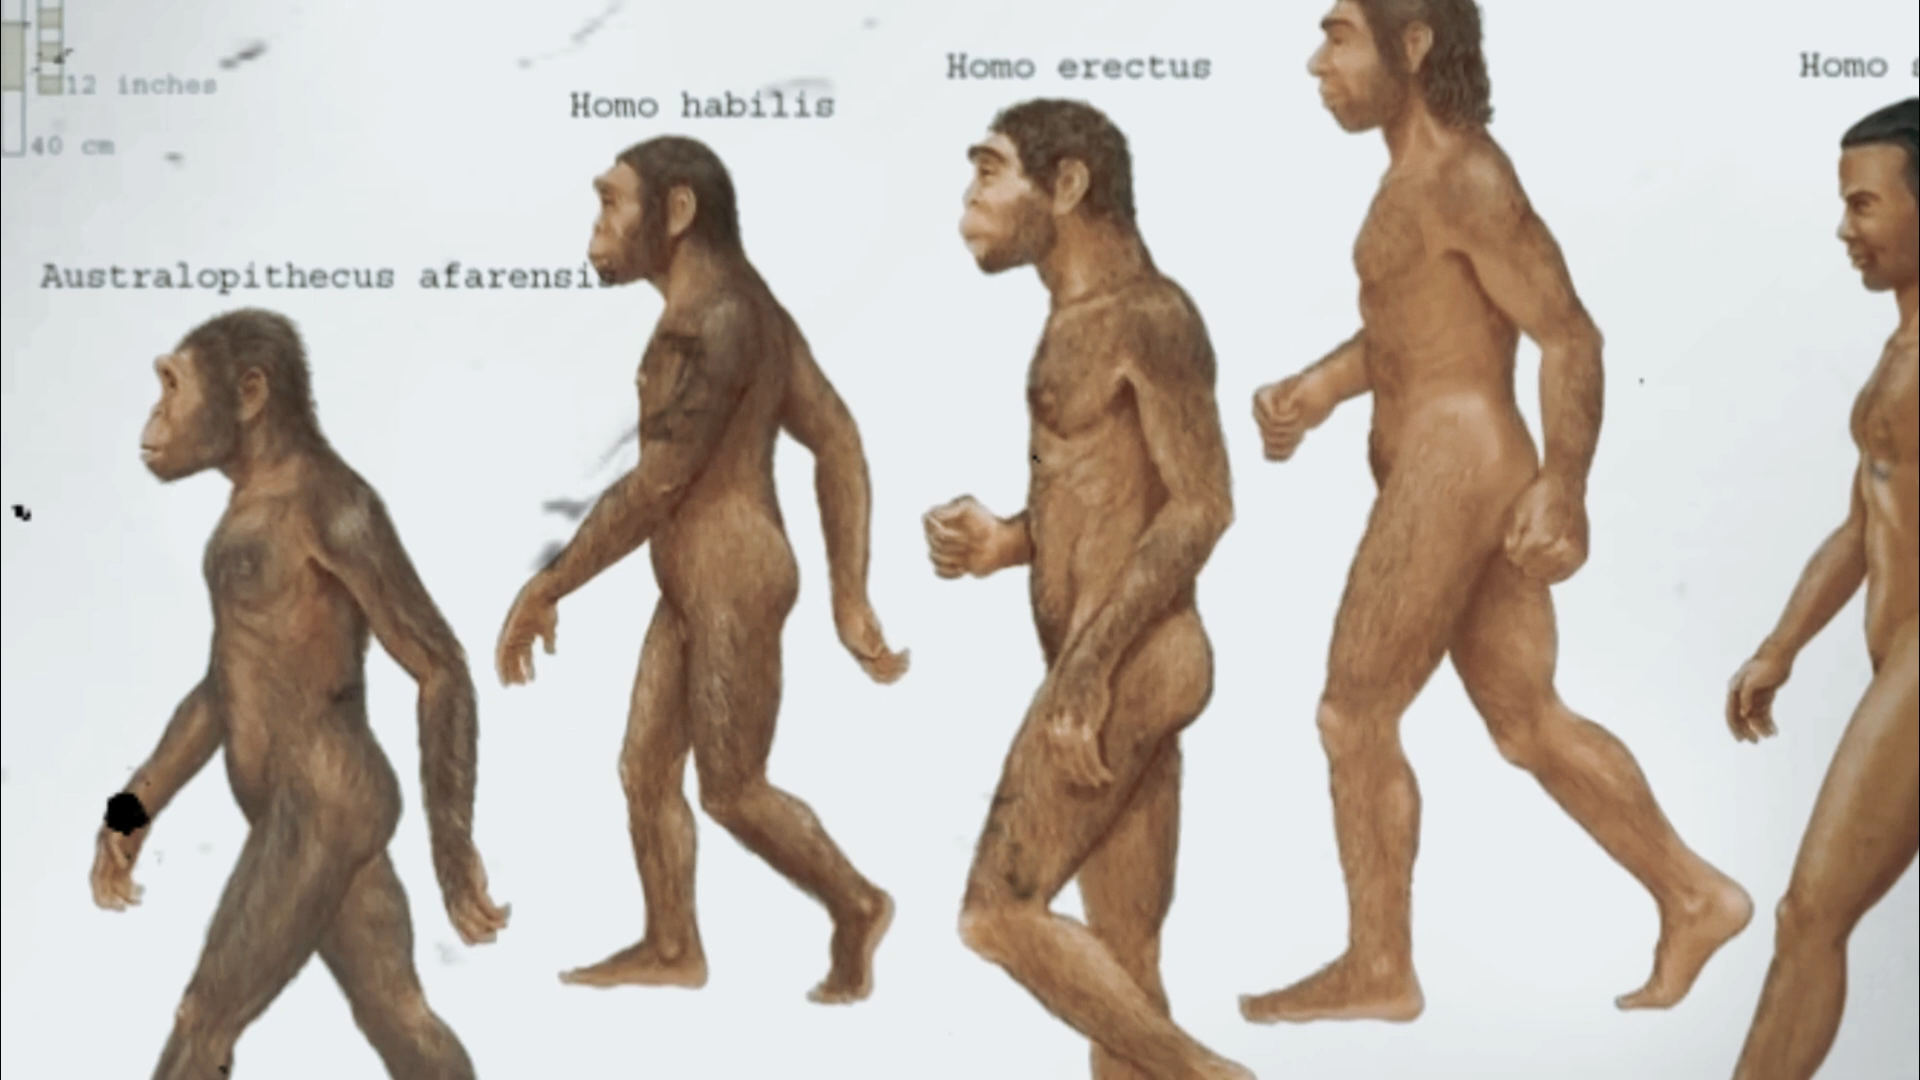 12 inches
40 cm
Homo habilis
Homo erectus
Homo
Australopithecus afarensis